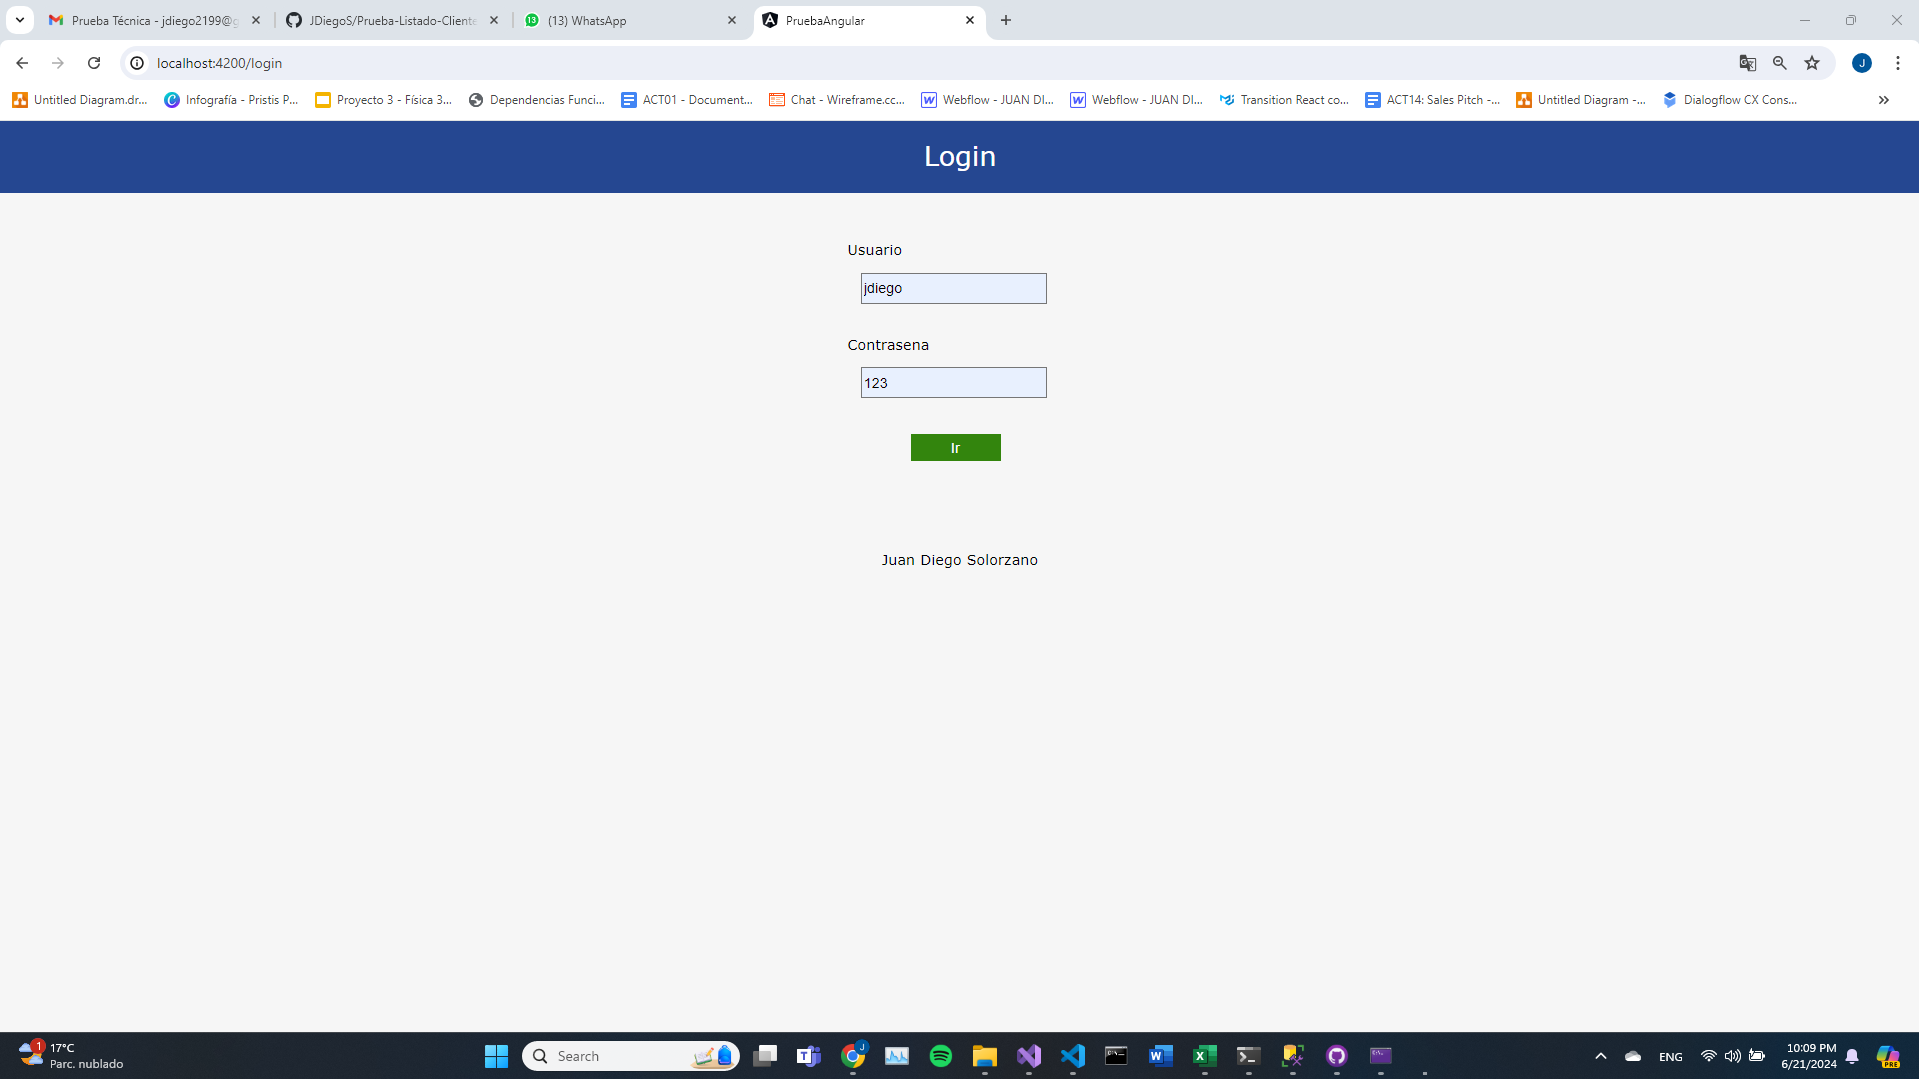 Prueba Técnica - jdiego2199@g
JDiegoS/Prueba-Listado-Cliente
(13) WhatsApp
PruebaAngular
localhost:4200/login
J
Untitled Diagram.dr...
Infografía - Pristis P...
Proyecto 3 - Física 3...
Dependencias Funci...
ACT01 - Document...
Chat - Wireframe.cc...
Webflow - JUAN DI...
Webflow - JUAN DI...
Transition React co...
ACT14: Sales Pitch -...
Untitled Diagram -...
Dialogflow CX Cons...
Login
Usuario
jdiego
Contrasena
123
Ir
Juan Diego Solorzano
1
17°C
Parc. nublado
Search
J
ENG
10:09 PM
6/21/2024
PRE